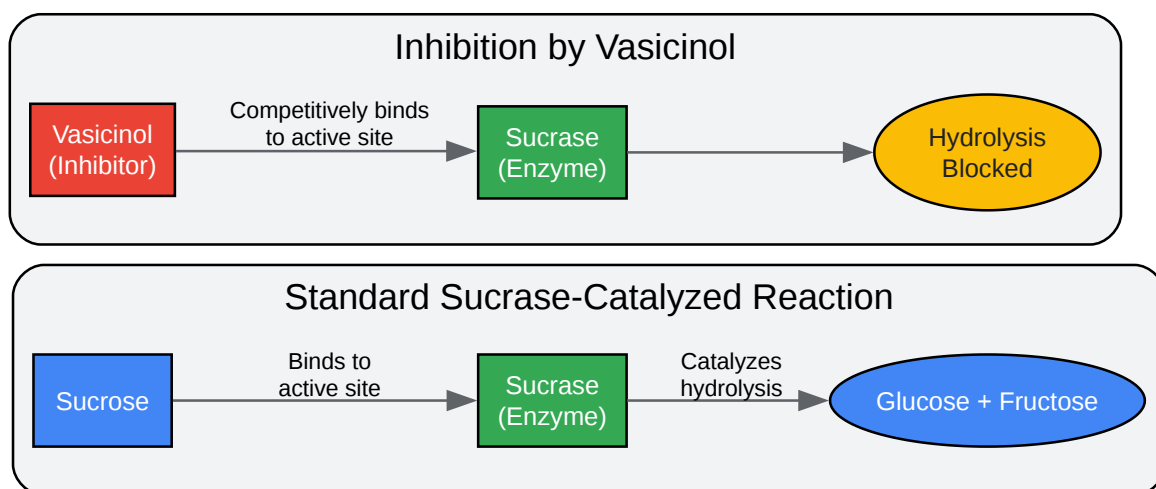 Inhibition by Vasicinol
Vasicinol
(Inhibitor)
Competitively binds
to active site
Sucrase
(Enzyme)
Hydrolysis
Blocked
Standard Sucrase-Catalyzed Reaction
Sucrose
Binds to
active site
Sucrase
(Enzyme)
Catalyzes
hydrolysis
Glucose + Fructose